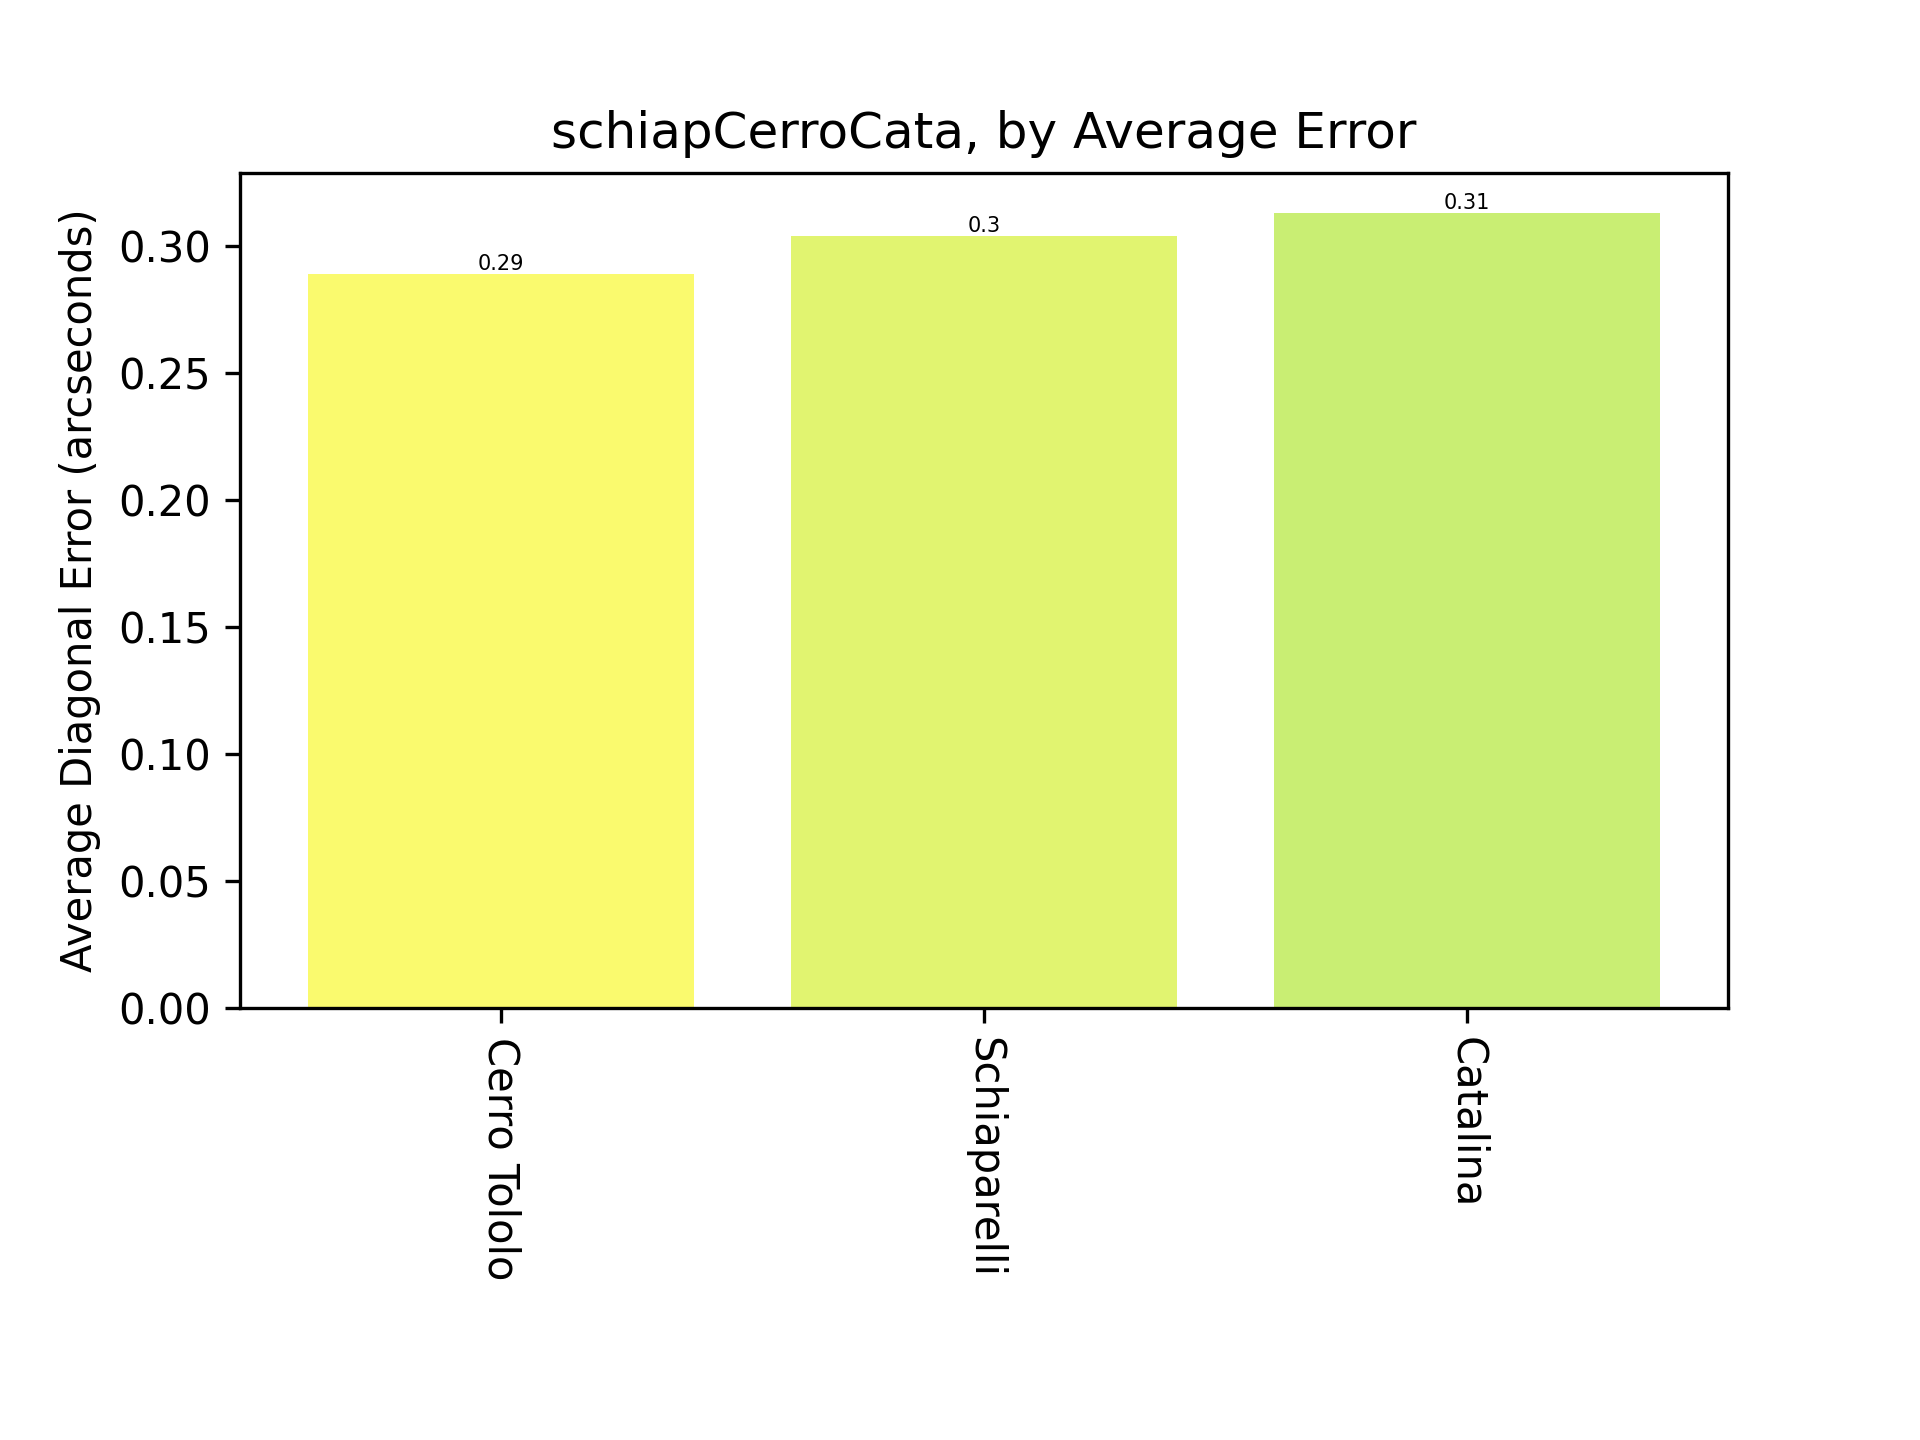 schiapCerroCata, by Average Error
Average Diagonal Error (arcseconds)
0.30
0.25
0.20
0.15
0.10
0.05
0.00
0.29
0.3
0.31
Cerro Tololo
Schiaparelli
Catalina